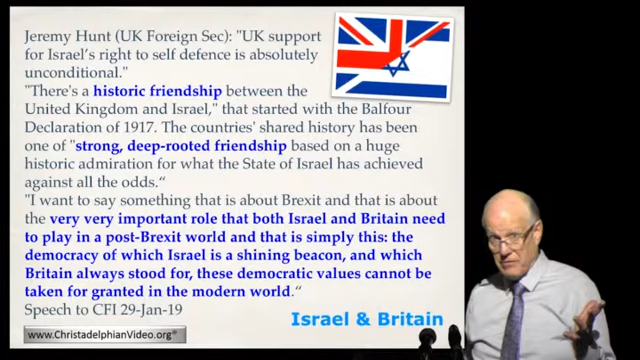 Jeremy Hunt (UK Foreign Sec): "UK support
for Israel's right to self defence is absolutely
unconditional."
"There's a historic friendship between the
United Kingdom and Israel," that started with the Balfour
Declaration of 1917. The countries' shared history has been
one of "strong, deep-rooted friendship based on a huge
historic admiration for what the State of Israel has achieved
against all the odds."
"I want to say something that is about Brexit and that is about
the very very important role that both Israel and Britain need
to play in a post-Brexit world and that is simply this: the
democracy of which Israel is a shining beacon, and which
Britain always stood for, these democratic values cannot be
taken for granted in the modern world."
Speech to CFI 29-Jan-19
Israel & Britain
www.ChristadelphianVideo.org®